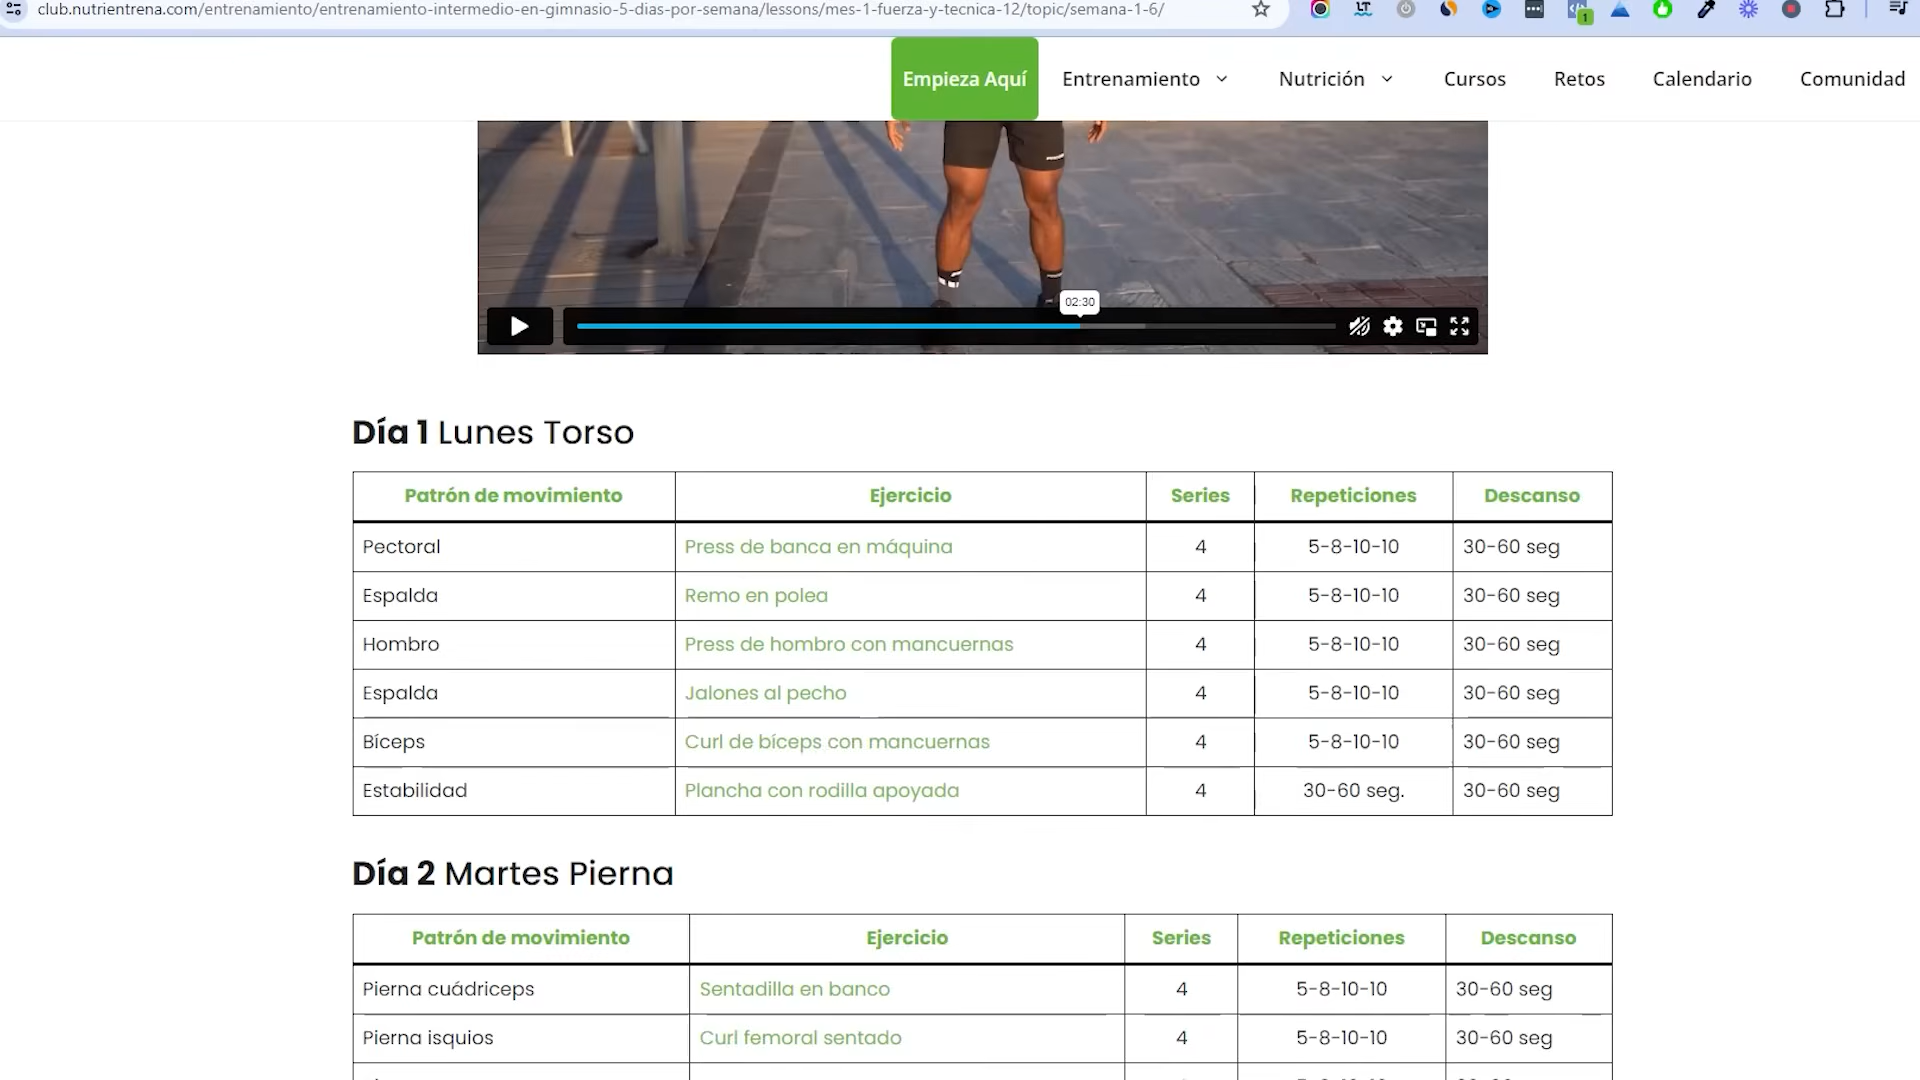 club.nutrientrena.com/entrenamiento/entrenamiento-intermedio-en-gimnasio-5-dias-por-semana/lessons/mes-1-fuerza-y-tecnica-12/topic/semana-1-6/
LT
1
Empieza Aquí Entrenamiento Nutrición Cursos Retos Calendario Comunidad
02:30
Día 1 Lunes Torso
Patrón de movimiento Ejercicio Series Repeticiones Descanso
Pectoral Press de banca en máquina 4 5-8-10-10 30-60 seg
Espalda Remo en polea 4 5-8-10-10 30-60 seg
Hombro Press de hombro con mancuernas 4 5-8-10-10 30-60 seg
Espalda Jalones al pecho 4 5-8-10-10 30-60 seg
Bíceps Curl de bíceps con mancuernas 4 5-8-10-10 30-60 seg
Estabilidad Plancha con rodilla apoyada 4 30-60 seg. 30-60 seg
Día 2 Martes Pierna
Patrón de movimiento Ejercicio Series Repeticiones Descanso
Pierna cuádriceps Sentadilla en banco 4 5-8-10-10 30-60 seg
Pierna isquios Curl femoral sentado 4 5-8-10-10 30-60 seg